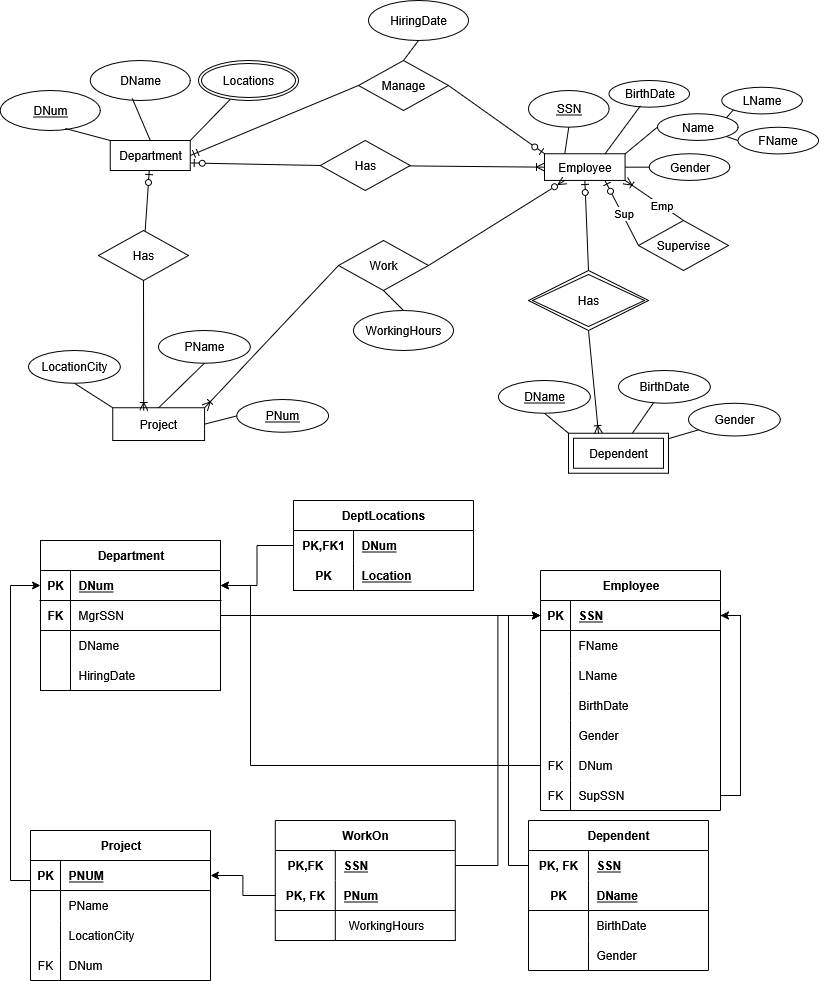 HiringDate
DName
Locations
DNum
Manage
SSN
BirthDate
LName
Name
FName
Department
Has
Employee
Gender
Sup
Emp
Has
Work
Supervise
Has
WorkingHours
PName
LocationCity
PNum
Project
DName
BirthDate
Gender
Dependent
DeptLocations
PK,FK1 DNum
PK Location
Department
PK DNum
FK MgrSSN
DName
HiringDate
Employee
PK SSN
FName
LName
BirthDate
Gender
FK DNum
FK SupSSN
Project
PK PNUM
PName
LocationCity
FK DNum
WorkOn
PK,FK SSN
PK, FK PNum
WorkingHours
Dependent
PK, FK SSN
PK DName
BirthDate
Gender